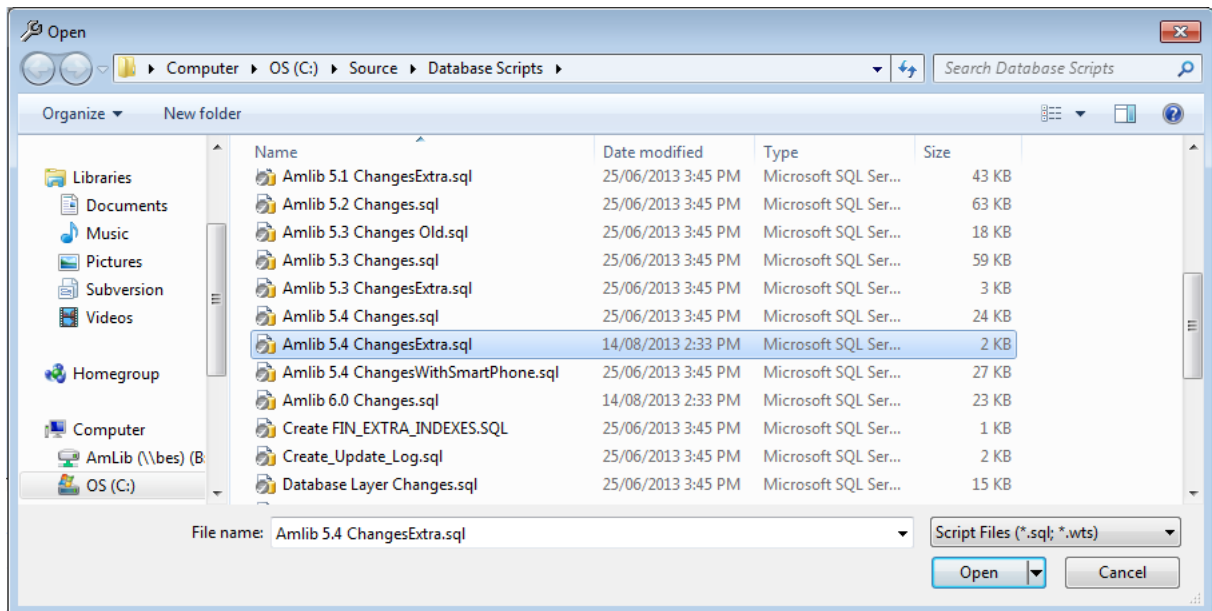 Open
Computer OS (C:) Source Database Scripts Search Database Scripts
Organize New folder
Name Date modified Type Size
Libraries
Documents
Music
Pictures
Subversion
Videos
Homegroup
Computer
AmLib (\\bes) (B:
OS (C:)
Amlib 5.1 ChangesExtra.sql 25/06/2013 3:45 PM Microsoft SQL Ser... 43 KB
Amlib 5.2 Changes.sql 25/06/2013 3:45 PM Microsoft SQL Ser... 63 KB
Amlib 5.3 Changes Old.sql 25/06/2013 3:45 PM Microsoft SQL Ser... 18 KB
Amlib 5.3 Changes.sql 25/06/2013 3:45 PM Microsoft SQL Ser... 59 KB
Amlib 5.3 ChangesExtra.sql 25/06/2013 3:45 PM Microsoft SQL Ser... 3 KB
Amlib 5.4 Changes.sql 25/06/2013 3:45 PM Microsoft SQL Ser... 24 KB
Amlib 5.4 ChangesExtra.sql 14/08/2013 2:33 PM Microsoft SQL Ser... 2 KB
Amlib 5.4 ChangesWithSmartPhone.sql 25/06/2013 3:45 PM Microsoft SQL Ser... 27 KB
Amlib 6.0 Changes.sql 14/08/2013 2:33 PM Microsoft SQL Ser... 23 KB
Create FIN_EXTRA_INDEXES.SQL 25/06/2013 3:45 PM Microsoft SQL Ser... 1 KB
Create_Update_Log.sql 25/06/2013 3:45 PM Microsoft SQL Ser... 2 KB
Database Layer Changes.sql 25/06/2013 3:45 PM Microsoft SQL Ser... 15 KB
File name: Amlib 5.4 ChangesExtra.sql Script Files (*.sql; *.wts)
Open Cancel